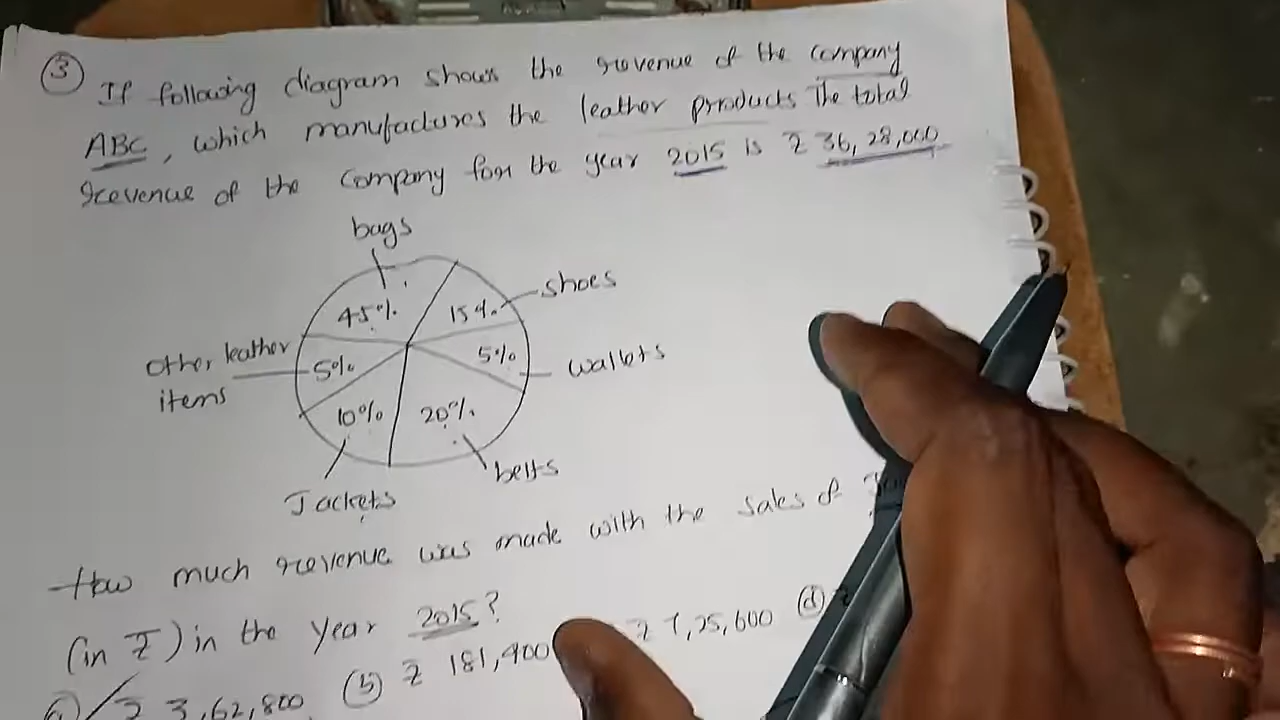 ③ If following diagram shows the revenue of the company
ABC, which manufactures the leather products The total
revenue of the company for the year 2015 is ₹ 36,28,000
bags
45%
15%
shoes
Other leather
items
5%
5%
wallets
10%
20%
Jackets
belts
How much revenue was made with the sales of
(in ₹) in the year 2015?
(a) ₹ 3,62,800 (b) ₹ 181,400 ₹ 7,25,600 (d)